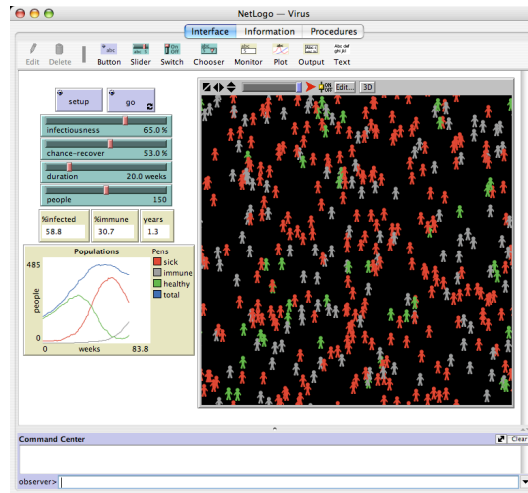 NetLogo — Virus
Interface Information Procedures
Edit Delete Button Slider Switch Chooser Monitor Plot Output Text
Edit... 3D
setup go
infectiousness 65.0 %
chance-recover 53.0 %
duration 20.0 weeks
people 150
%infected %immune years
58.8 30.7 1.3
Populations Pens
485
sick
immune
healthy
total
people
0
0 weeks 83.8
Command Center Clear
observer>